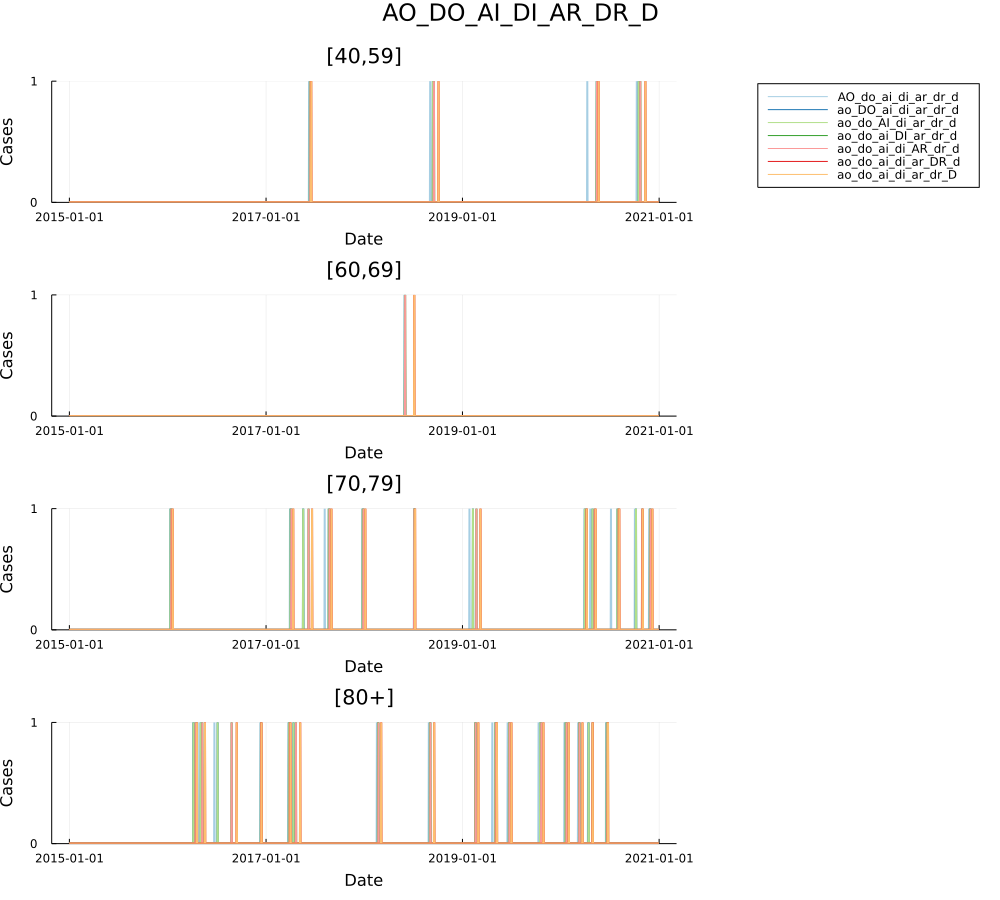 AO_DO_AI_DI_AR_DR_D
[40,59]
1
Cases
0
2015-01-01 2017-01-01 2019-01-01 2021-01-01
Date
AO_do_ai_di_ar_dr_d
ao_DO_ai_di_ar_dr_d
ao_do_AI_di_ar_dr_d
ao_do_ai_DI_ar_dr_d
ao_do_ai_di_AR_dr_d
ao_do_ai_di_ar_DR_d
ao_do_ai_di_ar_dr_D
[60,69]
1
Cases
0
2015-01-01 2017-01-01 2019-01-01 2021-01-01
Date
[70,79]
1
Cases
0
2015-01-01 2017-01-01 2019-01-01 2021-01-01
Date
[80+]
1
Cases
0
2015-01-01 2017-01-01 2019-01-01 2021-01-01
Date